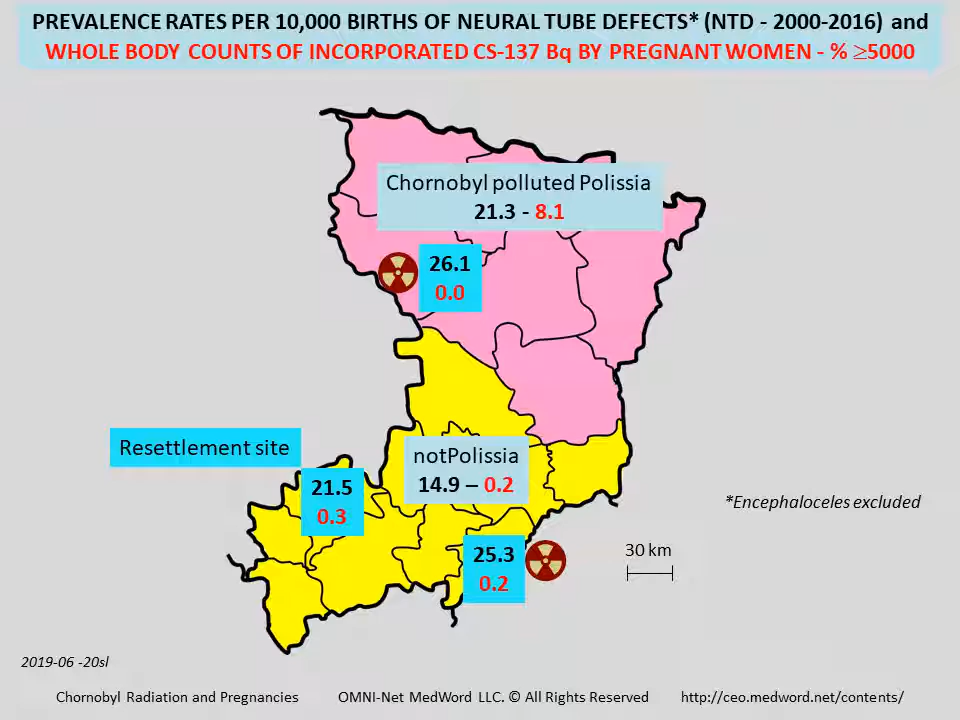 PREVALENCE RATES PER 10,000 BIRTHS OF NEURAL TUBE DEFECTS* (NTD - 2000-2016) and
WHOLE BODY COUNTS OF INCORPORATED CS-137 Bq BY PREGNANT WOMEN - % ≥5000
Chornobyl polluted Polissia
21.3 - 8.1
26.1
0.0
Resettlement site
notPolissia
14.9 – 0.2
21.5
0.3
*Encephaloceles excluded
25.3
0.2
30 km
2019-06 -20sl
Chornobyl Radiation and Pregnancies OMNI-Net MedWord LLC. © All Rights Reserved http://ceo.medword.net/contents/